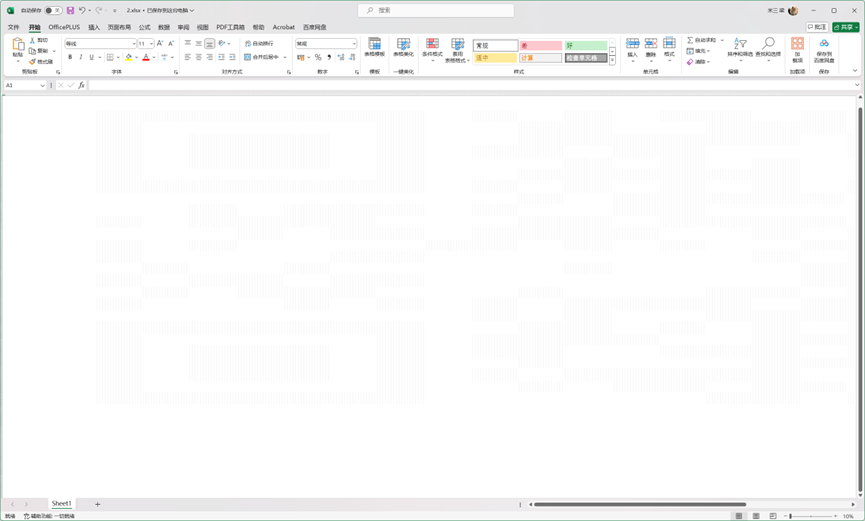 自动保存 关 2.xlsx • 已保存到这台电脑 搜索 宋三 梁
文件 开始 OfficePLUS 插入 页面布局 公式 数据 审阅 视图 PDF工具箱 帮助 Acrobat 百度网盘 批注 共享
粘贴 剪切 复制 格式刷 剪贴板
等线 11 A A B I U A 字体
自动换行 合并后居中 对齐方式
常规 % 数字
表格模板 模板
表格美化 一键美化
条件格式 套用表格格式 常规 差 好 适中 计算 检查单元格 样式
插入 删除 格式 单元格
自动求和 填充 清除 排序和筛选 查找和选择 编辑
加载项 加载项
保存到百度网盘 保存
A1 fx
Sheet1 +
就绪 辅助功能: 一切就绪 10%